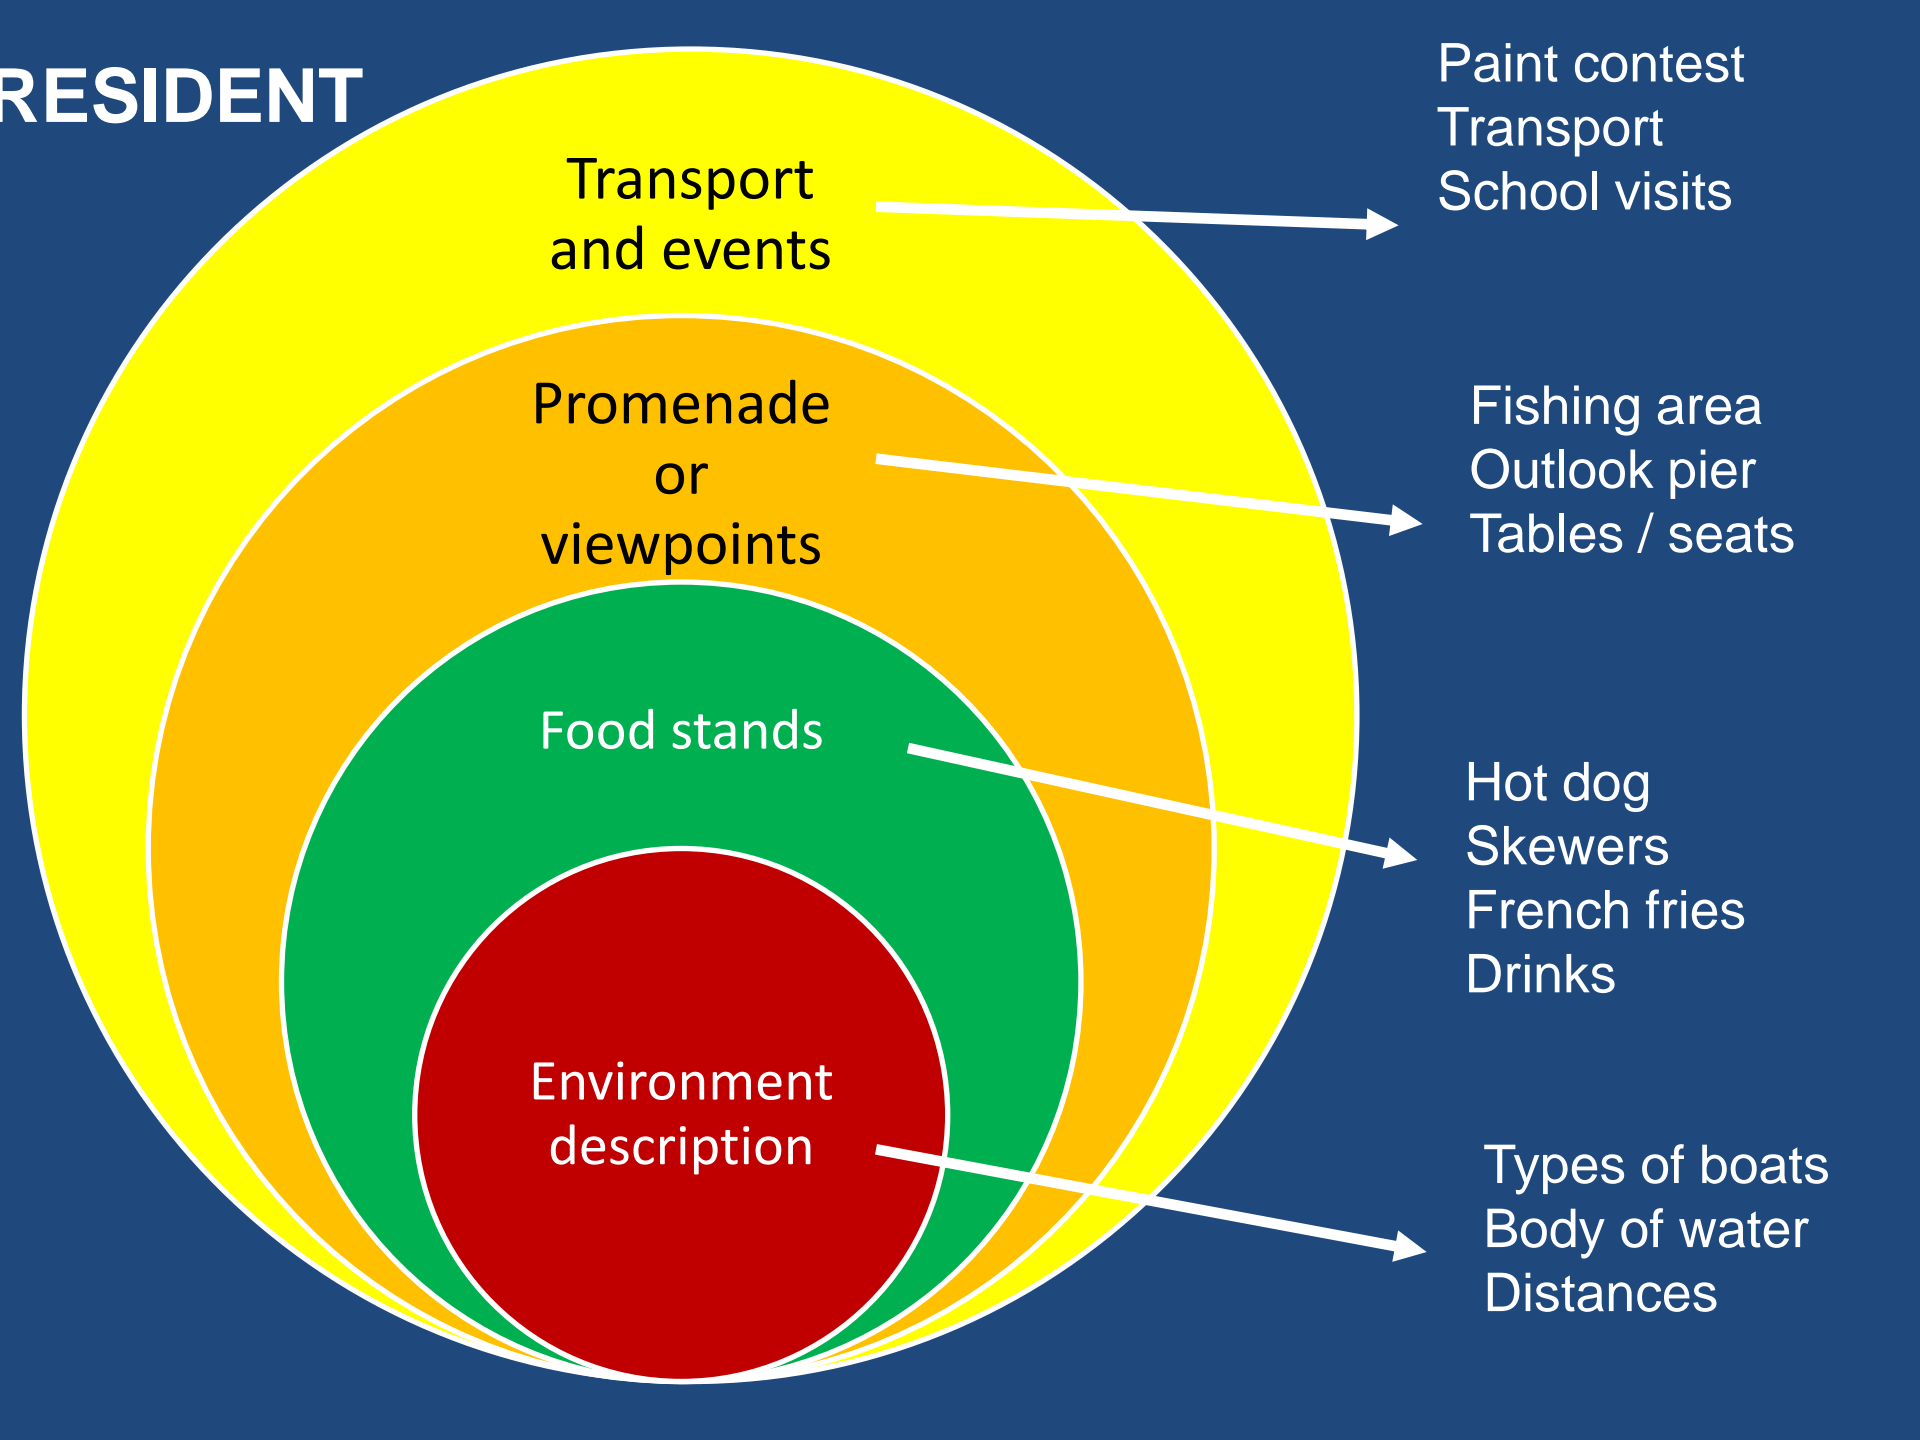 RESIDENT
Transport
and events
Promenade
or
viewpoints
Food stands
Environment
description
Paint contest
Transport
School visits
Fishing area
Outlook pier
Tables / seats
Hot dog
Skewers
French fries
Drinks
Types of boats
Body of water
Distances